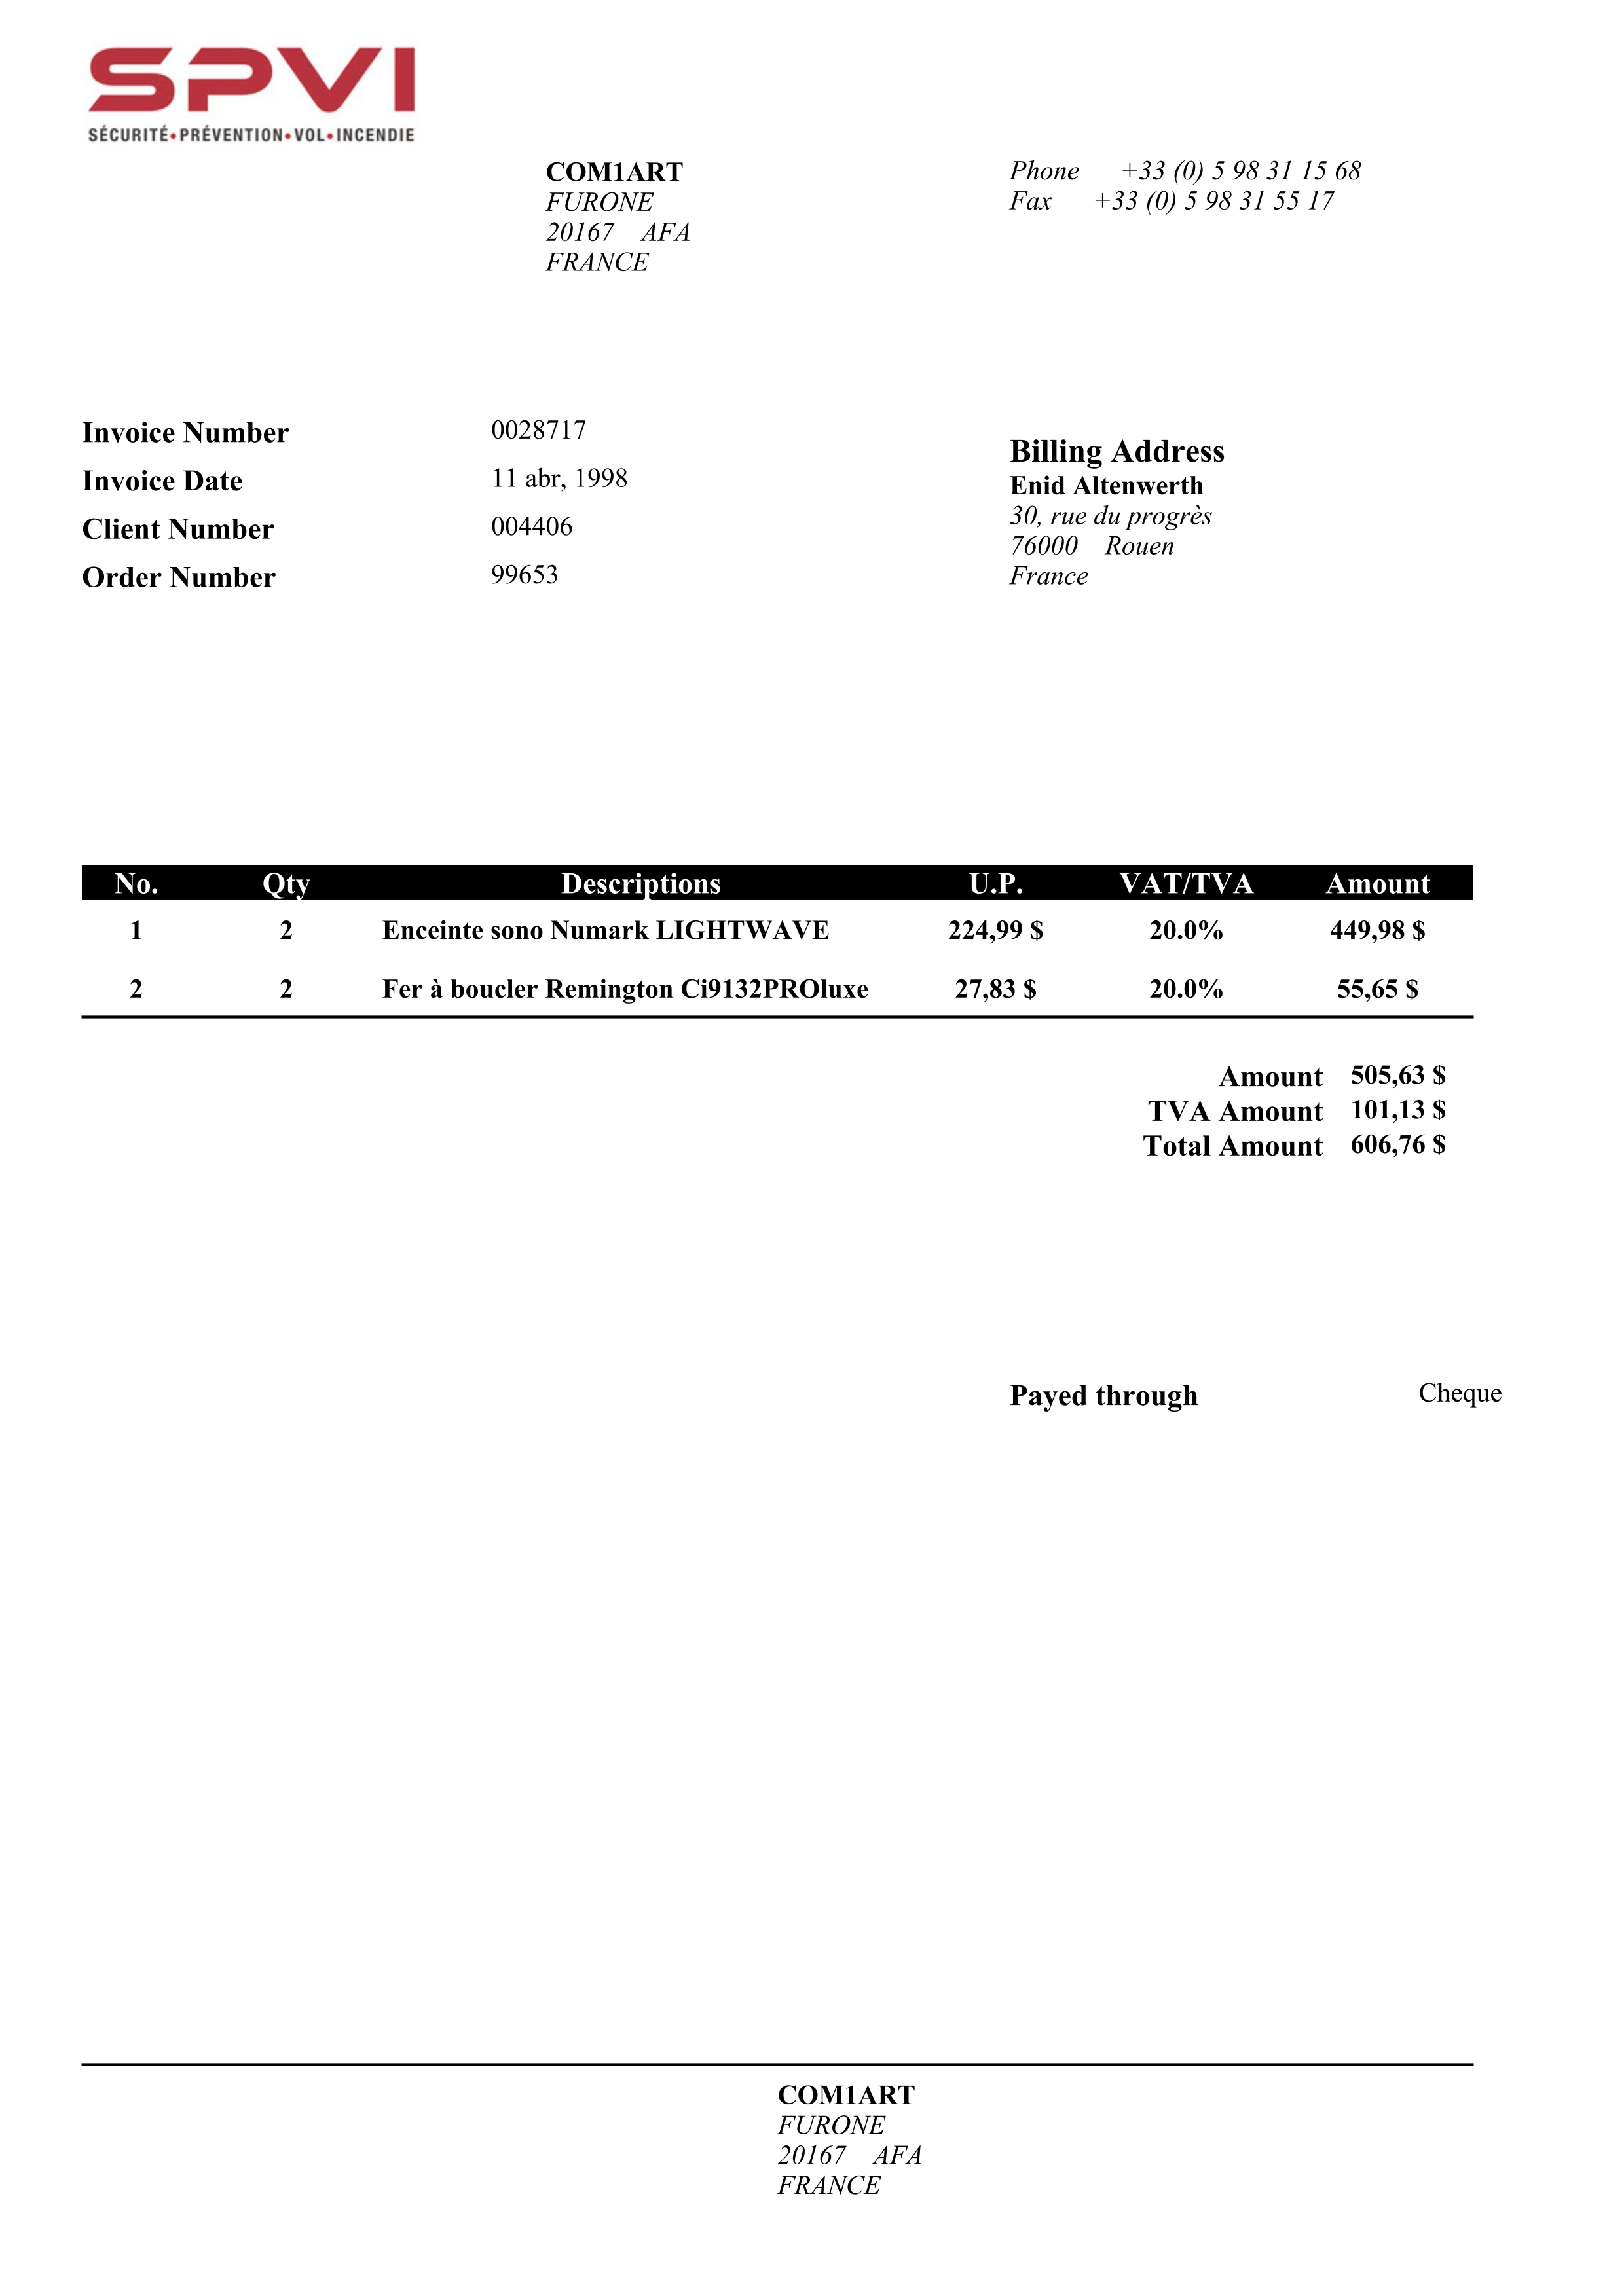 SPVI
SÉCURITÉ•PRÉVENTION•VOL•INCENDIE
COM1ART
FURONE
20167 AFA
FRANCE
Phone +33 (0) 5 98 31 15 68
Fax +33 (0) 5 98 31 55 17
Invoice Number 0028717
Invoice Date 11 abr, 1998
Client Number 004406
Order Number 99653
Billing Address
Enid Altenwerth
30, rue du progrès
76000 Rouen
France
No. Qty Descriptions U.P. VAT/TVA Amount
1 2 Enceinte sono Numark LIGHTWAVE 224,99 $ 20.0% 449,98 $
2 2 Fer à boucler Remington Ci9132PROluxe 27,83 $ 20.0% 55,65 $
Amount 505,63 $
TVA Amount 101,13 $
Total Amount 606,76 $
Payed through Cheque
COM1ART
FURONE
20167 AFA
FRANCE